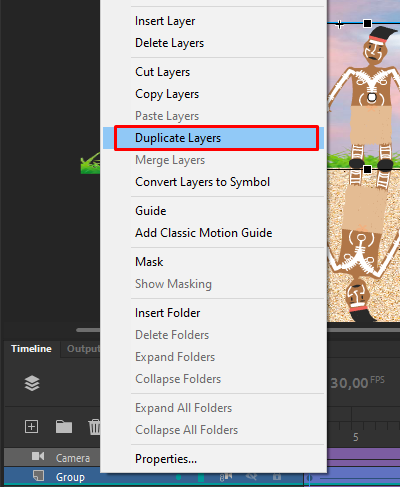 Insert Layer
Delete Layers
Cut Layers
Copy Layers
Paste Layers
Duplicate Layers
Merge Layers
Convert Layers to Symbol
Guide
Add Classic Motion Guide
Mask
Show Masking
Insert Folder
Delete Folders
Expand Folders
Collapse Folders
Expand All Folders
Collapse All Folders
Properties...
Timeline
Output
30,00 FPS
5
Camera
Group